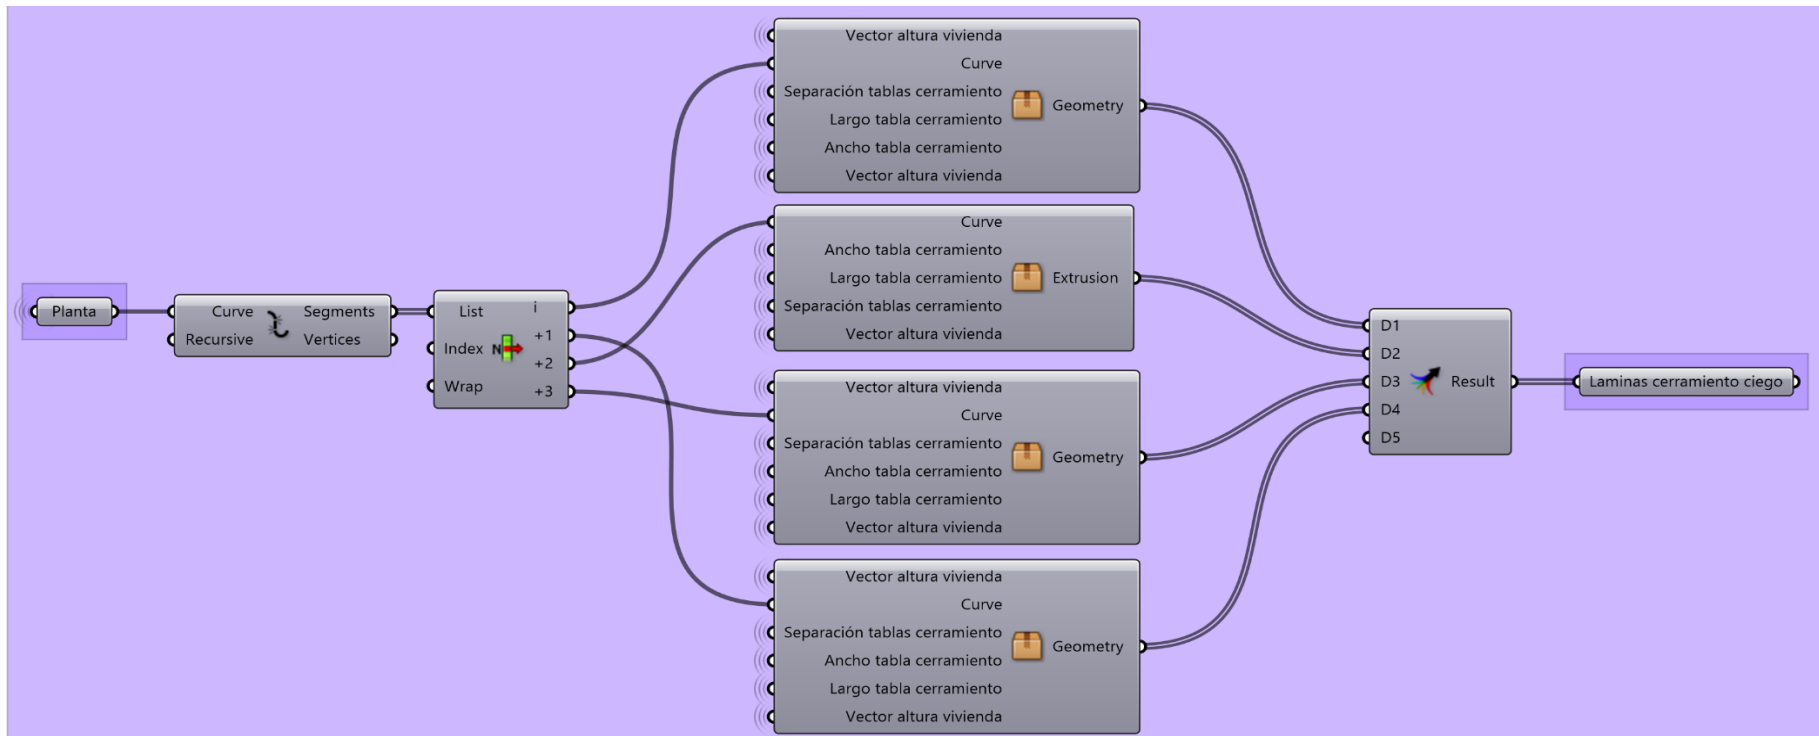 Planta
Curve
Recursive
Segments
Vertices
List
Index
Wrap
N
i
+1
+2
+3
Vector altura vivienda
Curve
Separación tablas cerramiento
Largo tabla cerramiento
Ancho tabla cerramiento
Vector altura vivienda
Geometry
Curve
Ancho tabla cerramiento
Largo tabla cerramiento
Separación tablas cerramiento
Vector altura vivienda
Extrusion
Vector altura vivienda
Curve
Separación tablas cerramiento
Ancho tabla cerramiento
Largo tabla cerramiento
Vector altura vivienda
Geometry
Vector altura vivienda
Curve
Separación tablas cerramiento
Ancho tabla cerramiento
Largo tabla cerramiento
Vector altura vivienda
Geometry
D1
D2
D3
D4
D5
Result
Laminas cerramiento ciego